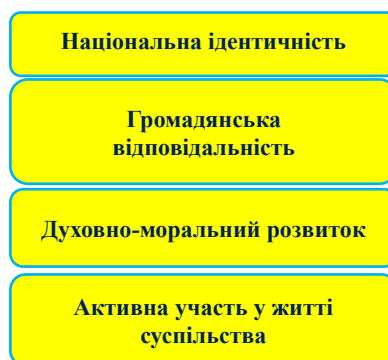 Національна ідентичність
Громадянська
відповідальність
Духовно-моральний розвиток
Активна участь у житті
суспільства